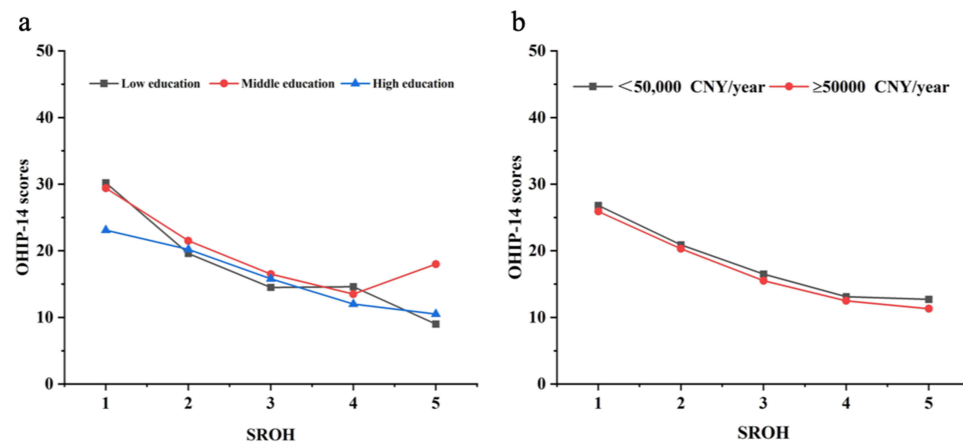 a
50
40
30
20
10
0
OHIP-14 scores
Low education Middle education High education
1 2 3 4 5
SROH
b
50
40
30
20
10
0
OHIP-14 scores
<50,000 CNY/year ≥50000 CNY/year
1 2 3 4 5
SROH